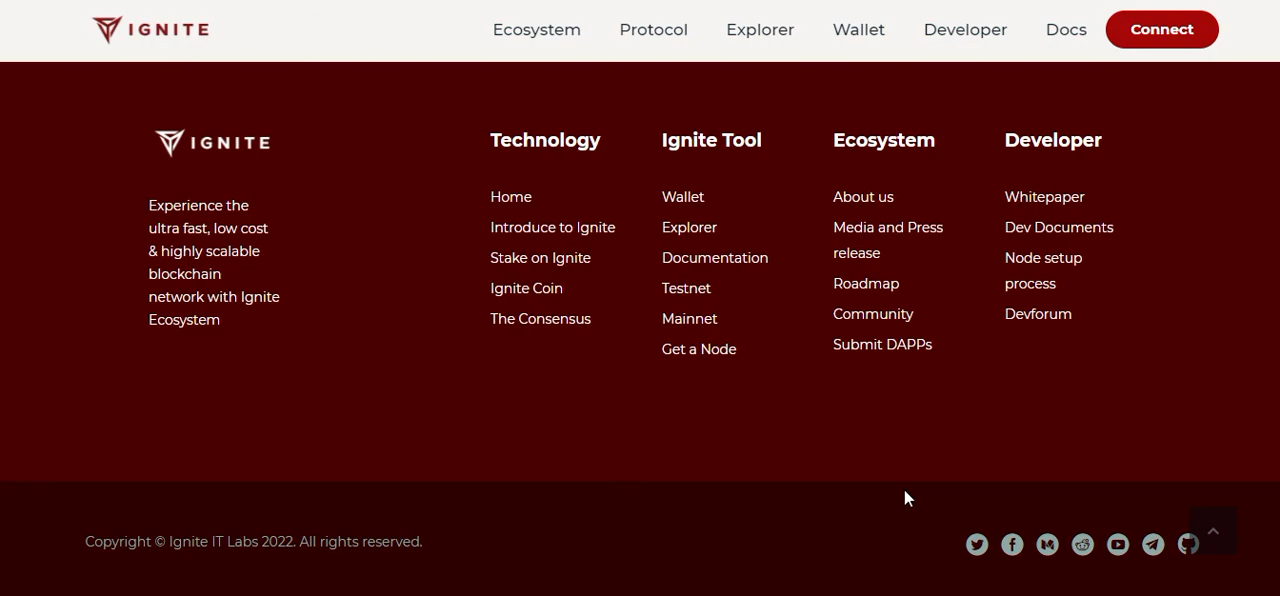 IGNITE
Ecosystem
Protocol
Explorer
Wallet
Developer
Docs
Connect
IGNITE
Experience the
ultra fast, low cost
& highly scalable
blockchain
network with Ignite
Ecosystem
Technology
Home
Introduce to Ignite
Stake on Ignite
Ignite Coin
The Consensus
Ignite Tool
Wallet
Explorer
Documentation
Testnet
Mainnet
Get a Node
Ecosystem
About us
Media and Press
release
Roadmap
Community
Submit DAPPs
Developer
Whitepaper
Dev Documents
Node setup
process
Devforum
Copyright © Ignite IT Labs 2022. All rights reserved.